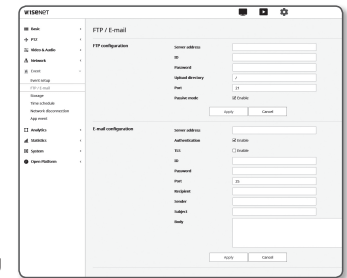 WISENET
Basic
PTZ
Video & Audio
Network
Event
Event setup
FTP / E-mail
Storage
Time schedule
Network disconnection
App event
Analytics
Statistics
System
Open Platform
FTP / E-mail
FTP configuration
Server address
ID
Password
Upload directory
/
Port
21
Passive mode
Enable
Apply
Cancel
E-mail configuration
Server address
Authentication
Enable
TLS
Enable
ID
Password
Port
25
Recipient
Sender
Subject
Body
Apply
Cancel